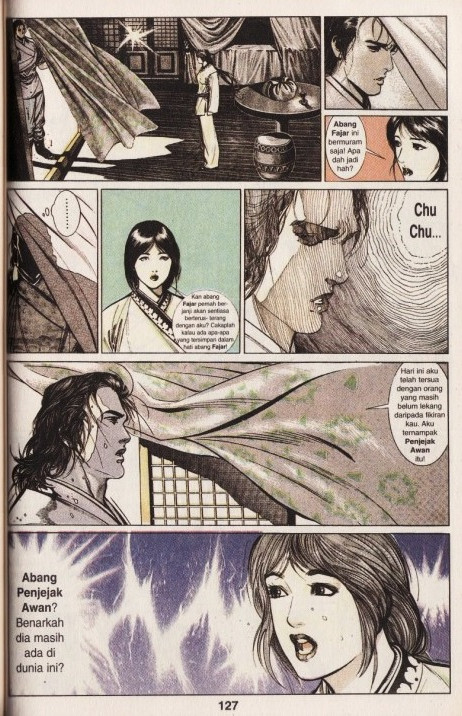 Abang
Fajar ini
bermuram
saja! Apa
dah jadi
hah?
........
Kan abang
Fajar pernah ber-
janji akan sentiasa
berterus- terang
dengan aku? Cakaplah
kalau ada apa-apa
yang tersimpan dalam
hati abang Fajar!
Chu
Chu...
Hari ini aku
telah tersua
dengan orang
yang masih
belum lekang
daripada fikiran
kau. Aku
ternampak
Penjejak
Awan
itu!
Abang
Penjejak
Awan?
Benarkah
dia masih
ada di
dunia ini?
127